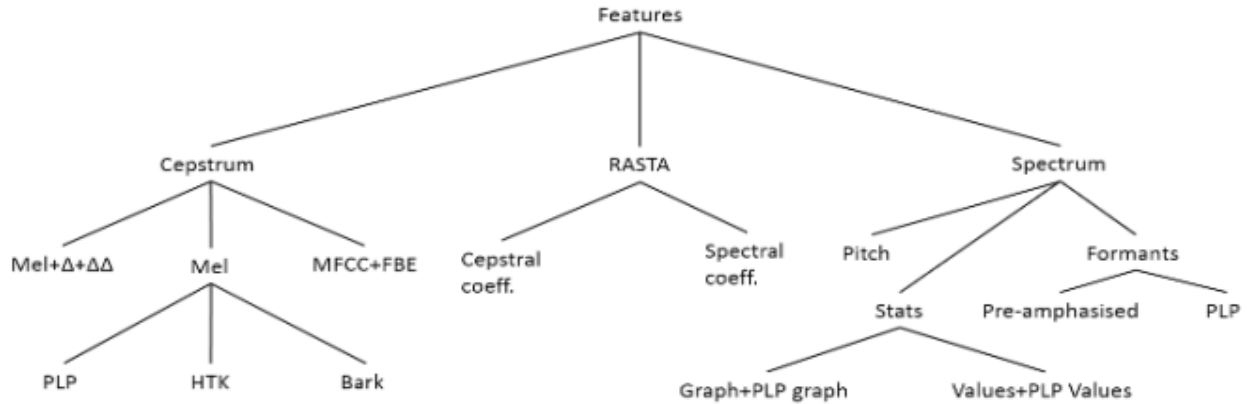 Features
Cepstrum
RASTA
Spectrum
Mel+Δ+ΔΔ
Mel
MFCC+FBE
Cepstral
coeff.
Spectral
coeff.
Pitch
Formants
Stats
Pre-amphasised
PLP
PLP
HTK
Bark
Graph+PLP graph
Values+PLP Values